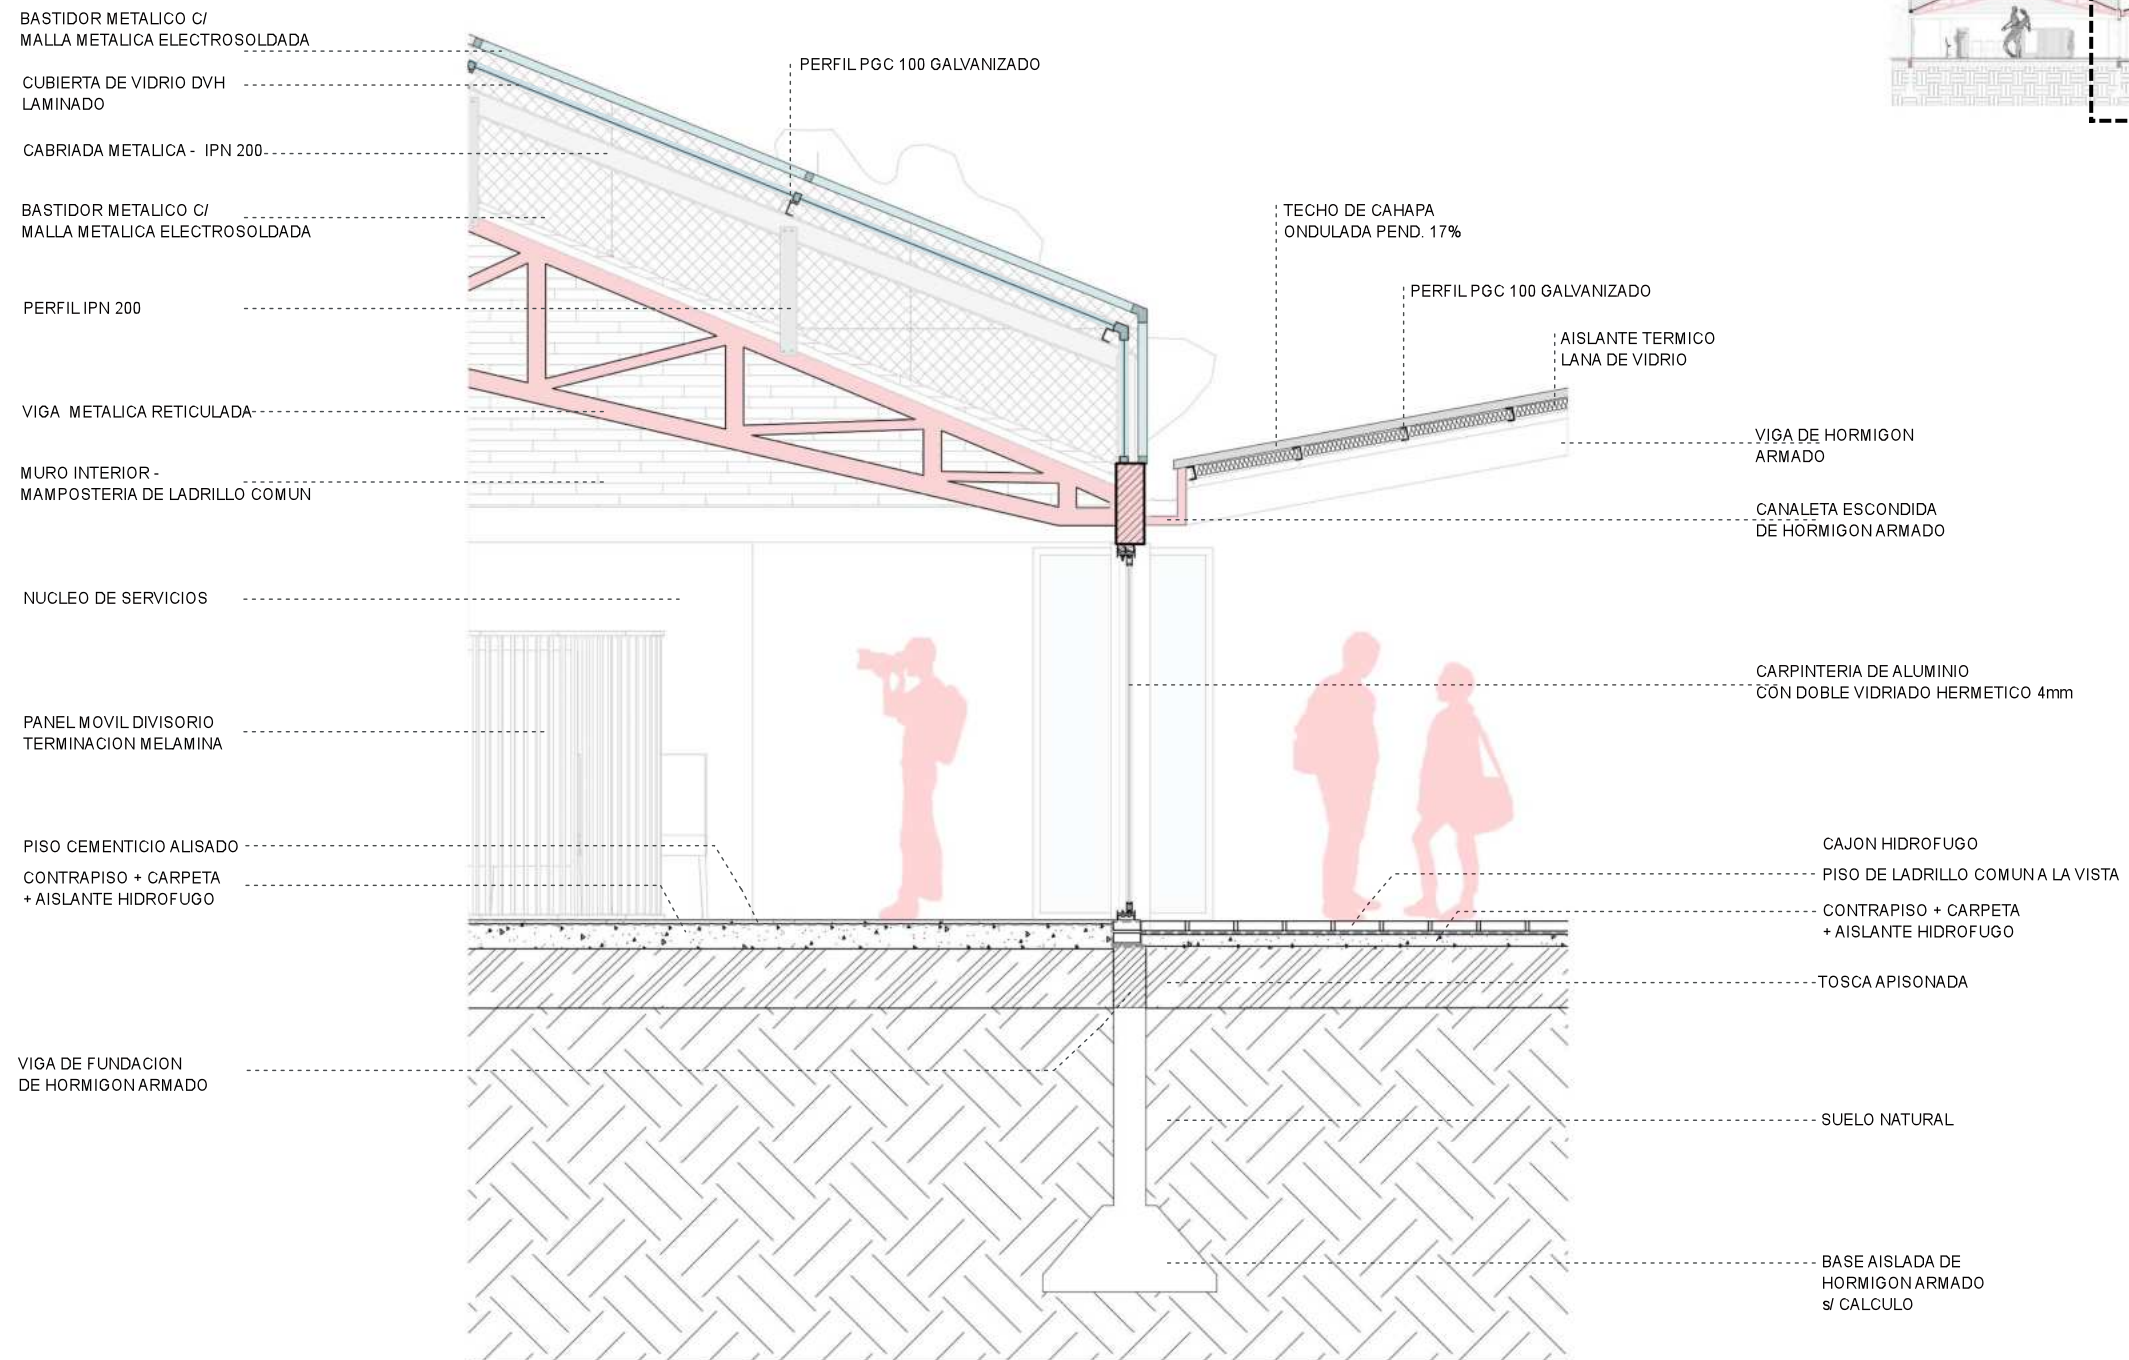 BASTIDOR METALICO C/
MALLA METALICA ELECTROSOLDADA
CUBIERTA DE VIDRIO DVH
LAMINADO
CABRIADA METALICA - IPN 200
BASTIDOR METALICO C/
MALLA METALICA ELECTROSOLDADA
PERFIL IPN 200
VIGA METALICA RETICULADA
MURO INTERIOR -
MAMPOSTERIA DE LADRILLO COMUN
NUCLEO DE SERVICIOS
PANEL MOVIL DIVISORIO
TERMINACION MELAMINA
PISO CEMENTICIO ALISADO
CONTRAPISO + CARPETA
+ AISLANTE HIDROFUGO
VIGA DE FUNDACION
DE HORMIGON ARMADO
PERFIL PGC 100 GALVANIZADO
TECHO DE CAHAPA
ONDULADA PEND. 17%
PERFIL PGC 100 GALVANIZADO
AISLANTE TERMICO
LANA DE VIDRIO
VIGA DE HORMIGON
ARMADO
CANALETA ESCONDIDA
DE HORMIGON ARMADO
CARPINTERIA DE ALUMINIO
CON DOBLE VIDRIADO HERMETICO 4mm
CAJON HIDROFUGO
PISO DE LADRILLO COMUN A LA VISTA
CONTRAPISO + CARPETA
+ AISLANTE HIDROFUGO
TOSCA APISONADA
SUELO NATURAL
BASE AISLADA DE
HORMIGON ARMADO
s/ CALCULO